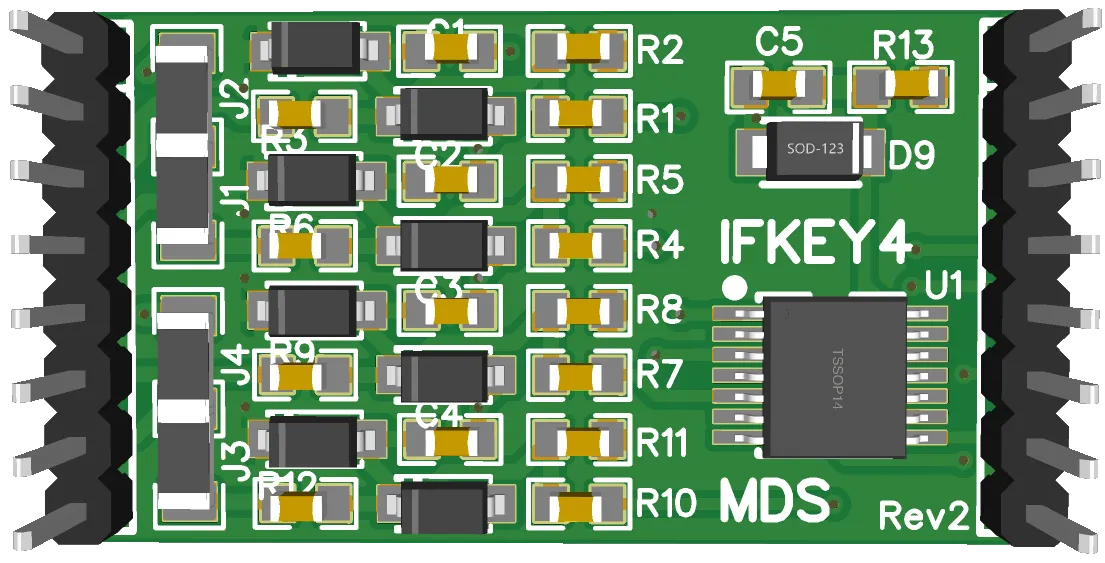 C1
R2
C5
R13
J2
R1
R3
C2
SOD-123
D9
R5
J1
R6
R4
IFKEY4
C3
U1
R8
R9
J4
R7
TSSOP14
C4
R11
J3
R12
R10
MDS
Rev2